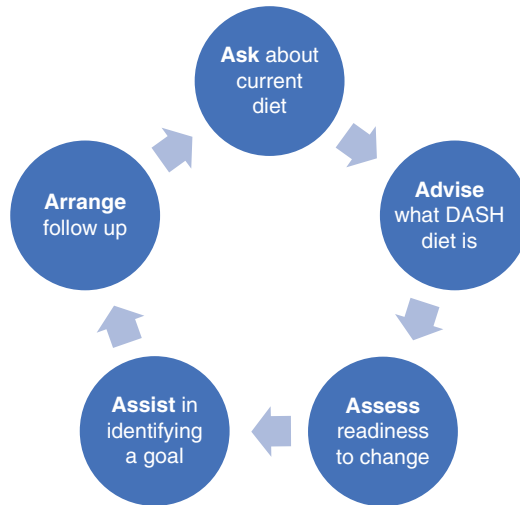 Ask about
current
diet
Advise
what DASH
diet is
Assess
readiness
to change
Assist in
identifying
a goal
Arrange
follow up